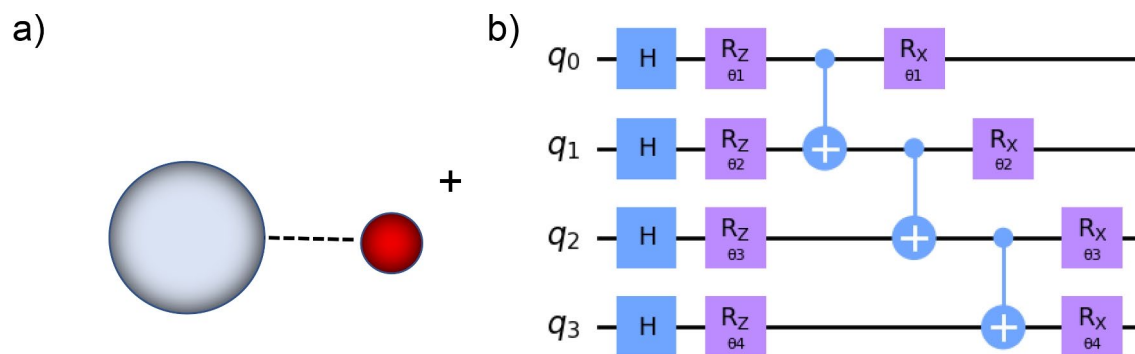 a)
+
b)
q0 H RZ θ1 RX θ1
q1 H RZ θ2 RX θ2
q2 H RZ θ3 RX θ3
q3 H RZ θ4 RX θ4